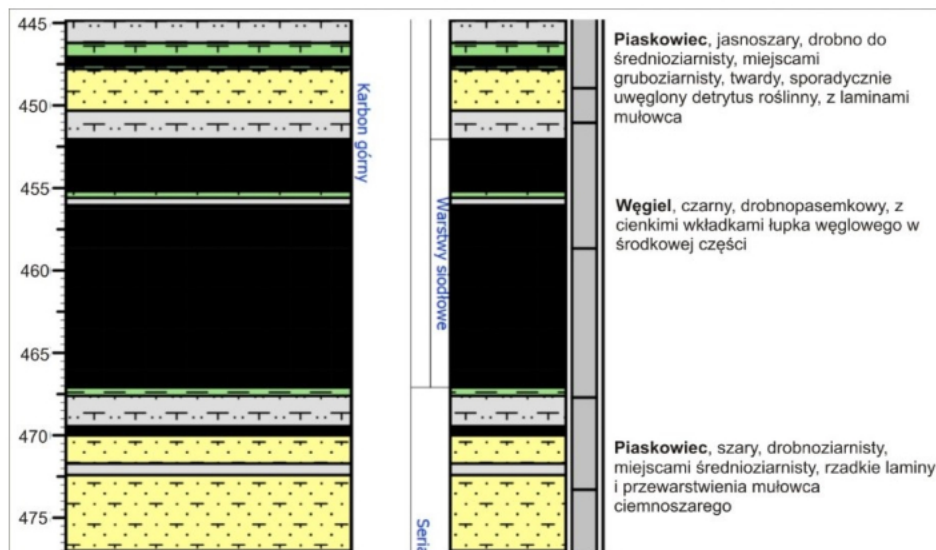 445
450
455
460
465
470
475
Karbon górny
Warstwy siodłowe
Seria
Piaskowiec, jasnoszary, drobno do
średnioziarnisty, miejscami
gruboziarnisty, twardy, sporadycznie
uwęglony detrytus roślinny, z laminami
mułowca
Węgiel, czarny, drobnopasemkowy, z
cienkimi wkładkami łupka węglowego w
środkowej części
Piaskowiec, szary, drobnoziarnisty,
miejscami średnioziarnisty, rzadkie laminy
i przewarstwienia mułowca
ciemnoszarego